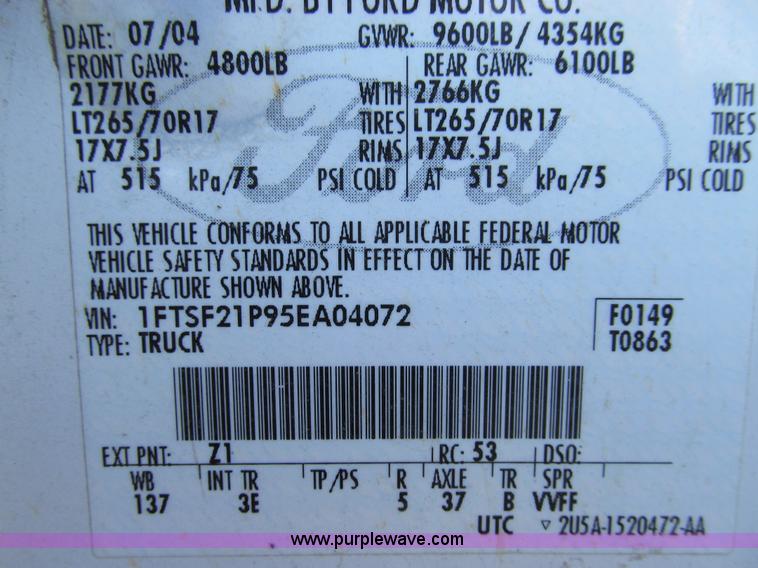 MFD. BY FORD MOTOR CO.
DATE: 07/04 GVWR: 9600LB/ 4354KG
FRONT GAWR: 4800LB REAR GAWR: 6100LB
2177KG WITH 2766KG WITH
LT265/70R17 TIRES LT265/70R17 TIRES
17X7.5J RIMS 17X7.5J RIMS
AT 515 kPa/75 PSI COLD AT 515 kPa/75 PSI COLD
Ford
THIS VEHICLE CONFORMS TO ALL APPLICABLE FEDERAL MOTOR
VEHICLE SAFETY STANDARDS IN EFFECT ON THE DATE OF
MANUFACTURE SHOWN ABOVE.
VIN: 1FTSF21P95EA04072 F0149
TYPE: TRUCK T0863
EXT PNT: Z1 RC: 53 DSO:
WB INT TR TP/PS R AXLE TR SPR
137 3E 5 37 B VVFF
UTC ▽ 2U5A-1520472-AA
www.purplewave.com